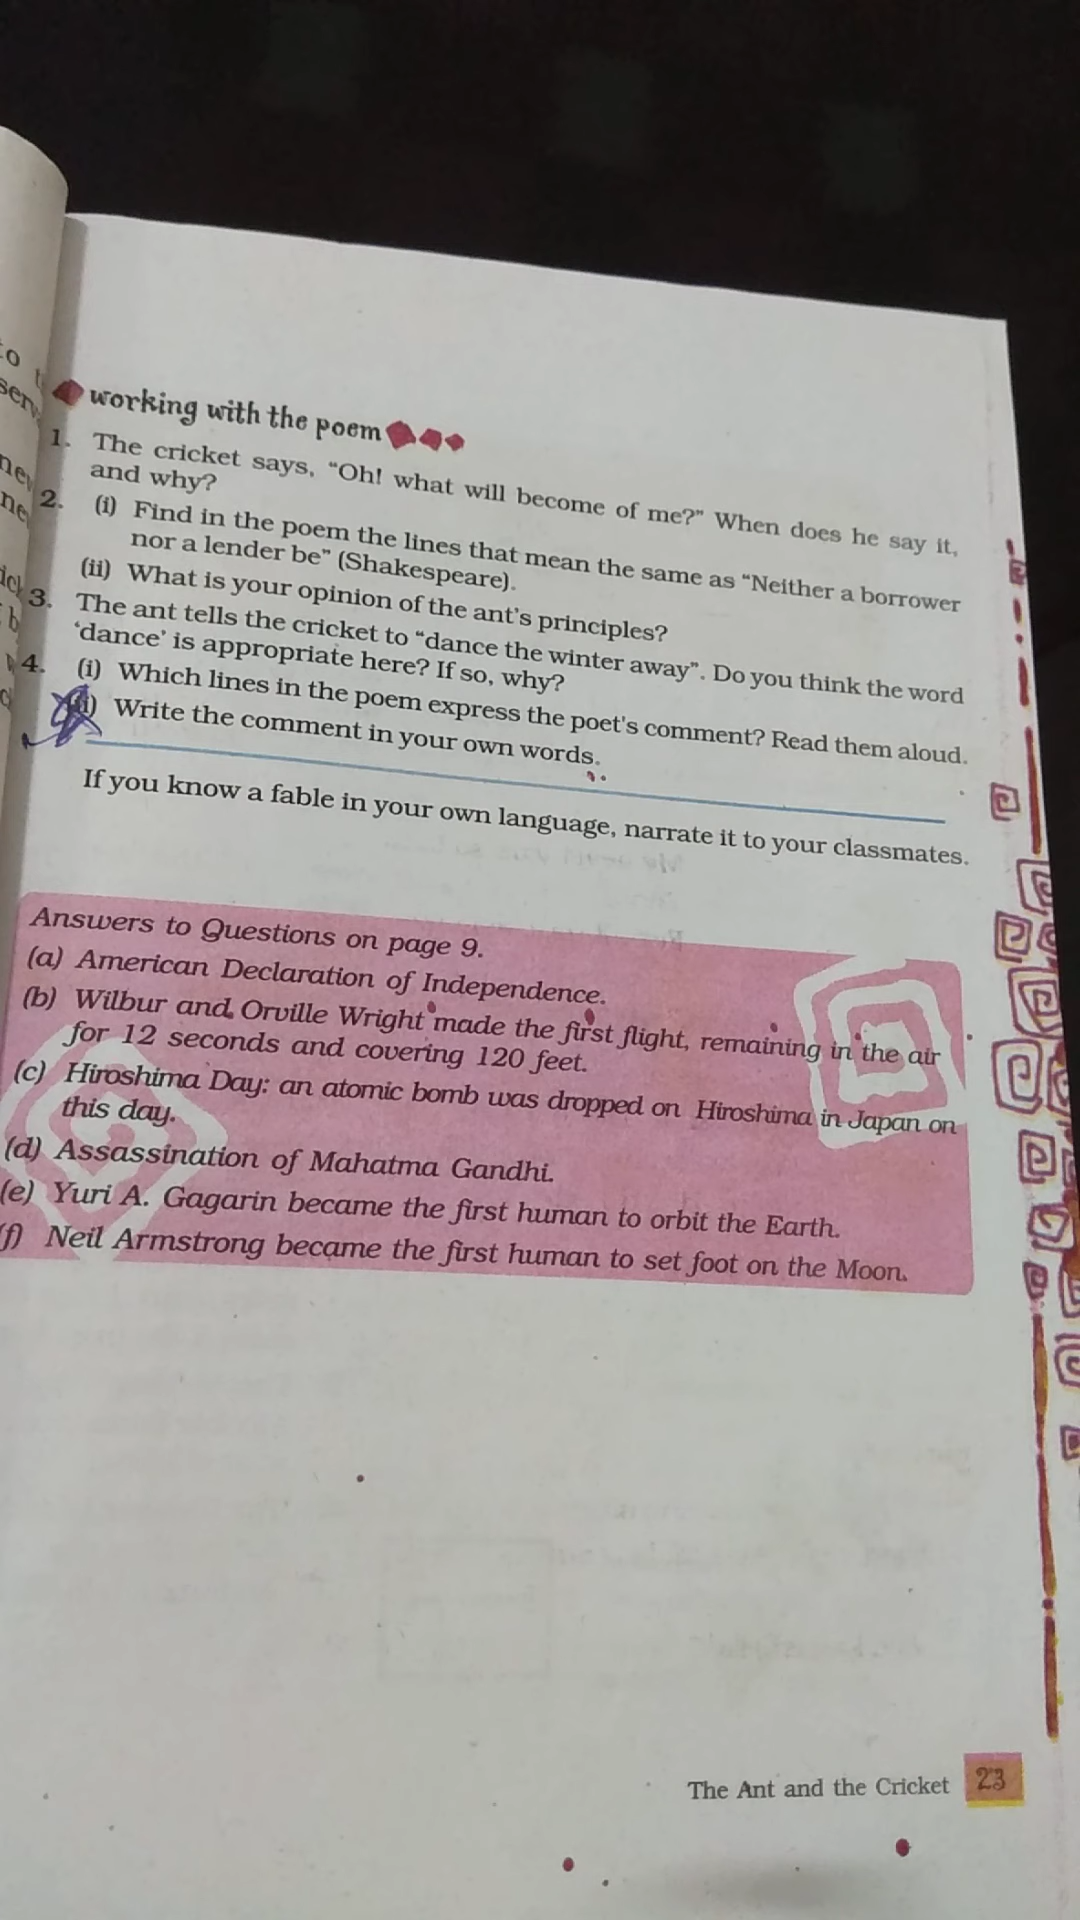 to t
serv
new
ne
ick
b
working with the poem
1. The cricket says, "Oh! what will become of me?" When does he say it,
and why?
2. (i) Find in the poem the lines that mean the same as "Neither a borrower
nor a lender be" (Shakespeare).
(ii) What is your opinion of the ant's principles?
3. The ant tells the cricket to "dance the winter away". Do you think the word
'dance' is appropriate here? If so, why?
4. (i) Which lines in the poem express the poet's comment? Read them aloud.
(ii) Write the comment in your own words.
If you know a fable in your own language, narrate it to your classmates.
Answers to Questions on page 9.
(a) American Declaration of Independence.
(b) Wilbur and Orville Wright made the first flight, remaining in the air
for 12 seconds and covering 120 feet.
(c) Hiroshima Day: an atomic bomb was dropped on Hiroshima in Japan on
this day.
(d) Assassination of Mahatma Gandhi.
(e) Yuri A. Gagarin became the first human to orbit the Earth.
(f) Neil Armstrong became the first human to set foot on the Moon.
The Ant and the Cricket 23